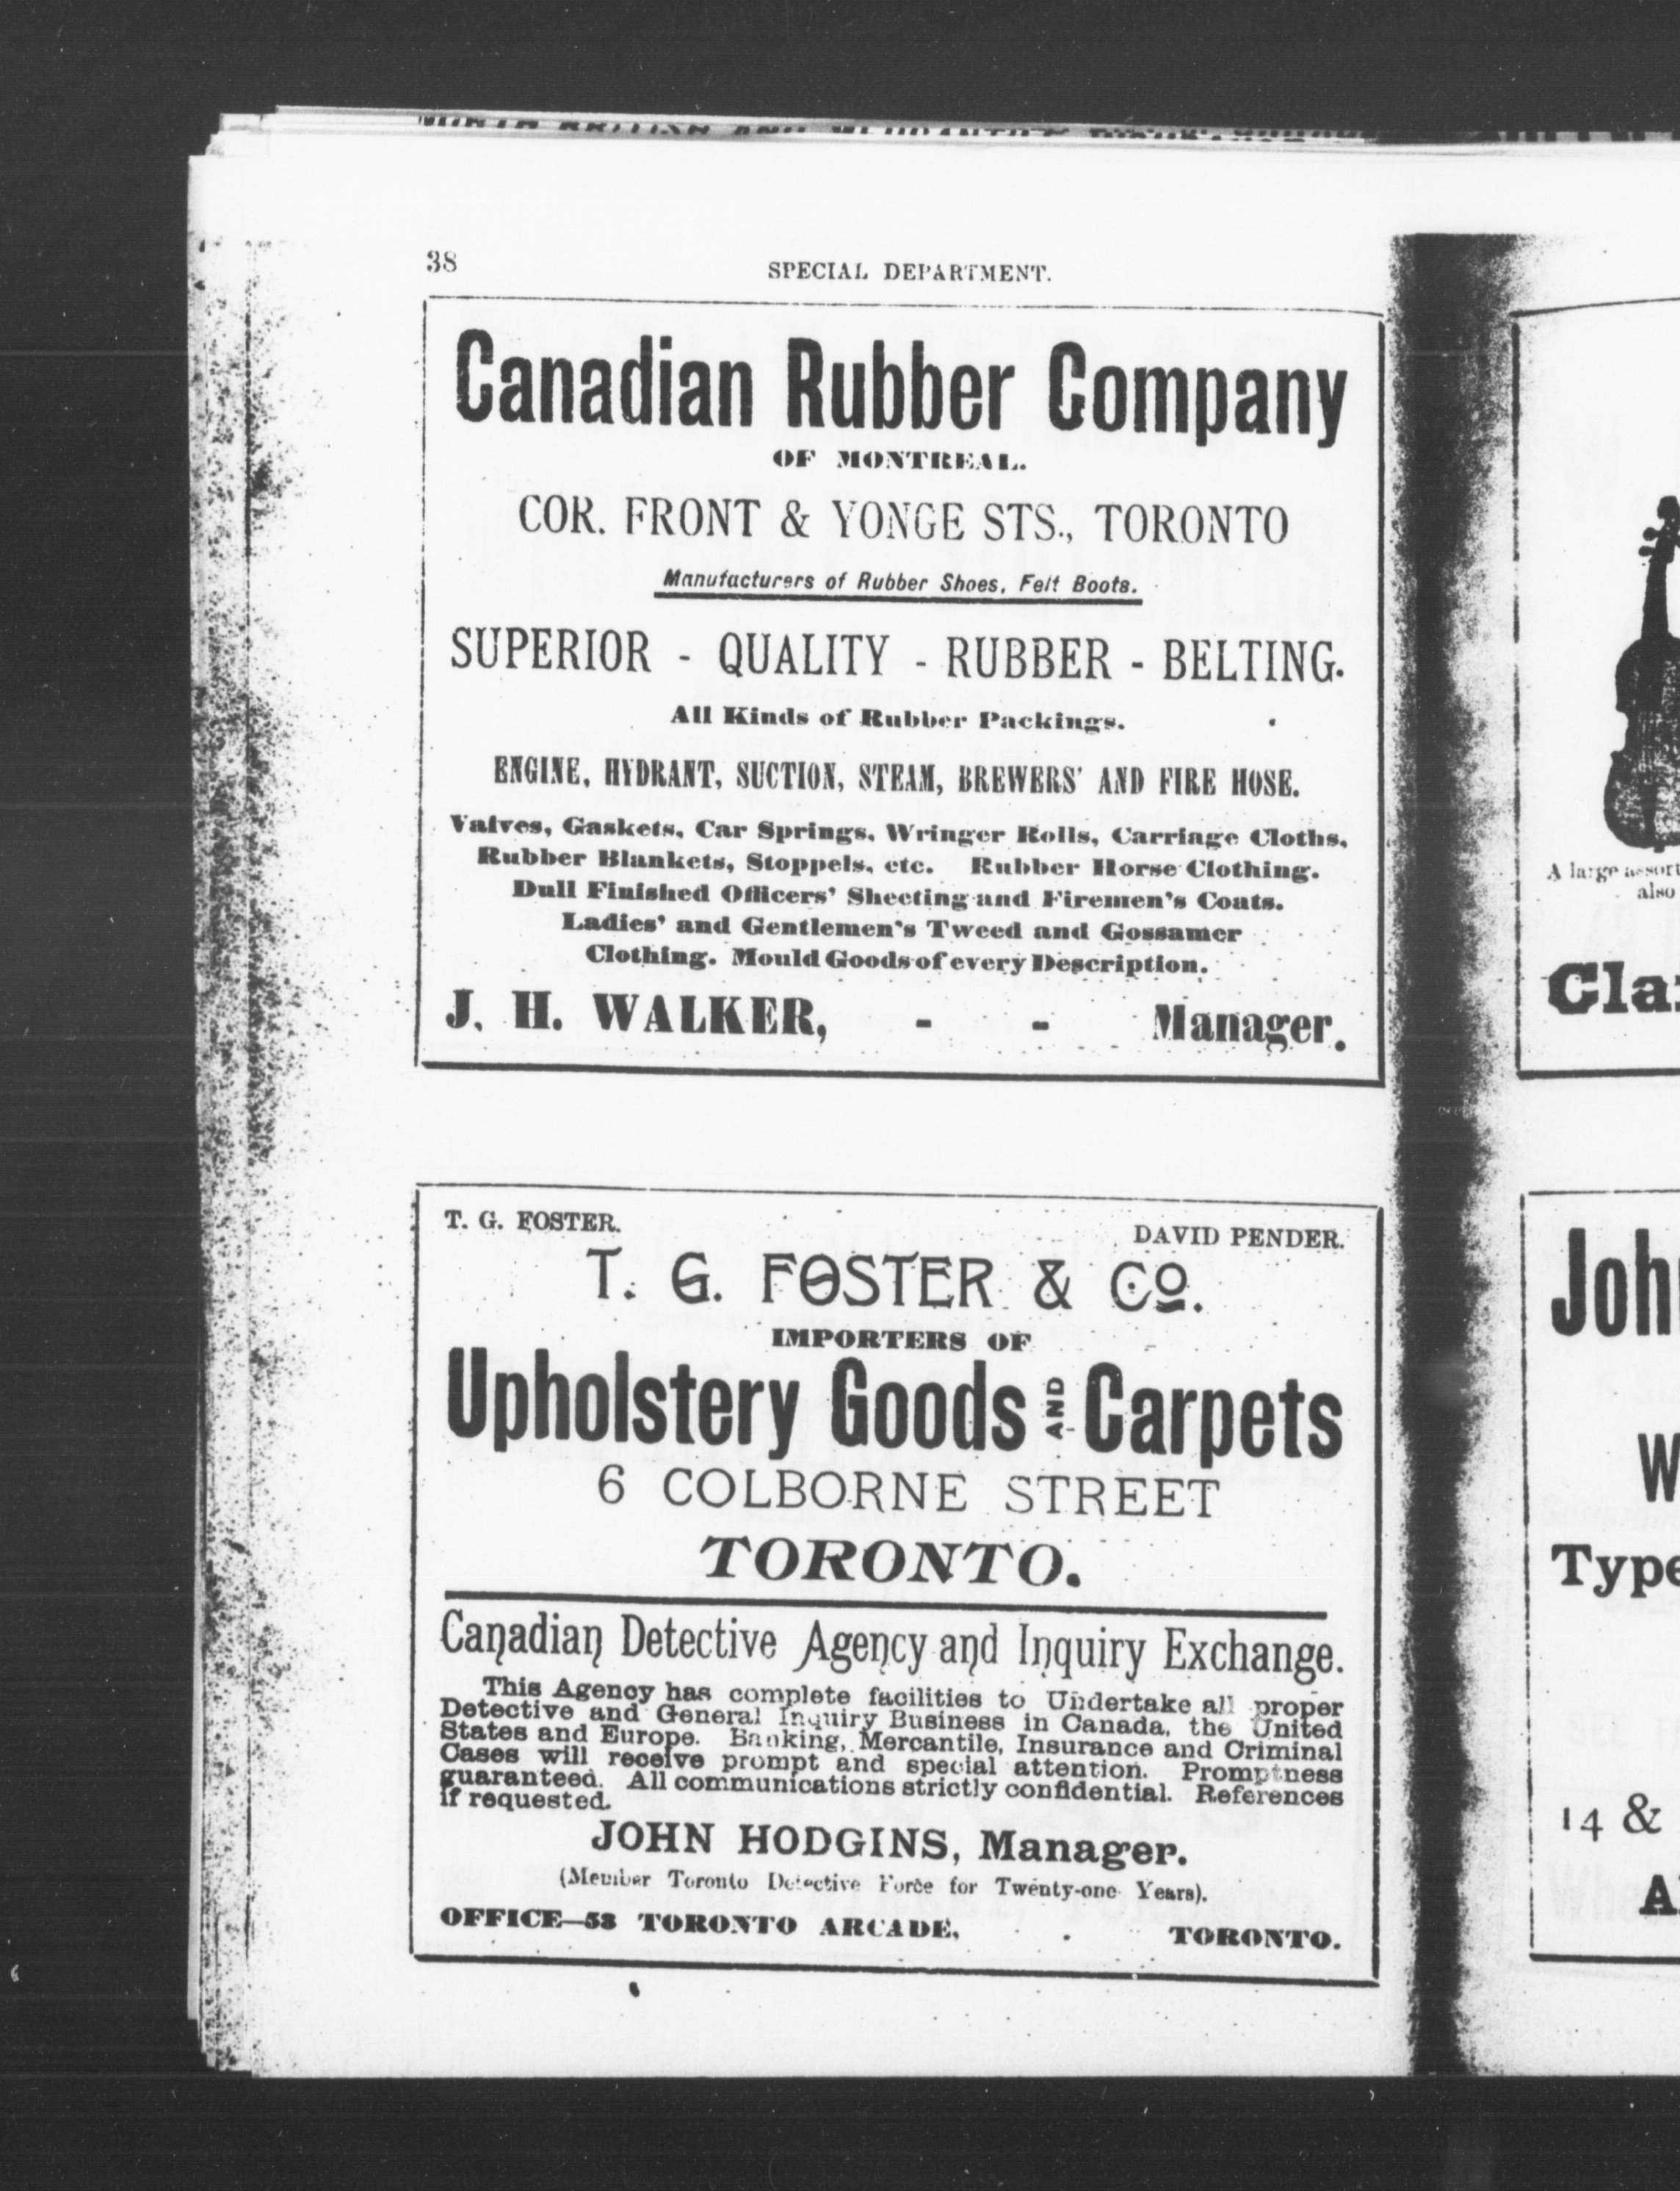 38
SPECIAL DEPARTMENT.
Canadian Rubber Company
OF MONTREAL.
COR. FRONT & YONGE STS., TORONTO
Manufacturers of Rubber Shoes, Felt Boots.
SUPERIOR - QUALITY - RUBBER - BELTING.
All Kinds of Rubber Packings.
ENGINE, HYDRANT, SUCTION, STEAM, BREWERS' AND FIRE HOSE.
Valves, Gaskets, Car Springs, Wringer Rolls, Carriage Cloths,
Rubber Blankets, Stoppels, etc. Rubber Horse Clothing.
Dull Finished Officers' Sheeting and Firemen's Coats.
Ladies' and Gentlemen's Tweed and Gossamer
Clothing. Mould Goods of every Description.
J. H. WALKER, - - Manager.
T. G. FOSTER. DAVID PENDER.
T. G. FOSTER & Co.
IMPORTERS OF
Upholstery Goods AND Carpets
6 COLBORNE STREET
TORONTO.
Canadian Detective Agency and Inquiry Exchange.
This Agency has complete facilities to Undertake all proper
Detective and General Inquiry Business in Canada, the United
States and Europe. Banking, Mercantile, Insurance and Criminal
Cases will receive prompt and special attention. Promptness
guaranteed. All communications strictly confidential. References
if requested.
JOHN HODGINS, Manager.
(Member Toronto Detective Force for Twenty-one Years).
OFFICE—53 TORONTO ARCADE, TORONTO.
A large
also
14 &